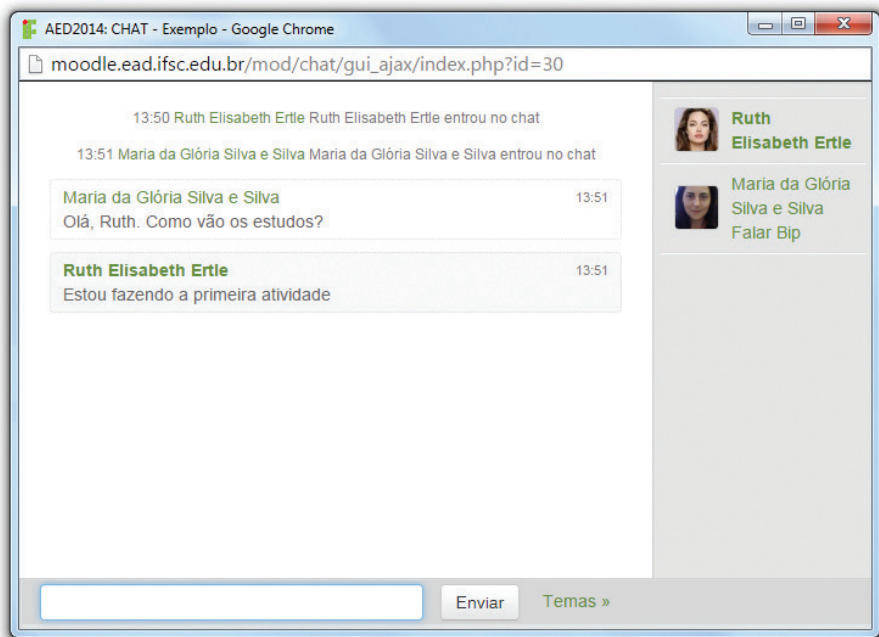 AED2014: CHAT - Exemplo - Google Chrome
moodle.ead.ifsc.edu.br/mod/chat/gui_ajax/index.php?id=30
13:50 Ruth Elisabeth Ertle Ruth Elisabeth Ertle entrou no chat
13:51 Maria da Glória Silva e Silva Maria da Glória Silva e Silva entrou no chat
Maria da Glória Silva e Silva 13:51
Olá, Ruth. Como vão os estudos?
Ruth Elisabeth Ertle 13:51
Estou fazendo a primeira atividade
Ruth
Elisabeth Ertle
Maria da Glória
Silva e Silva
Falar Bip
Enviar Temas »